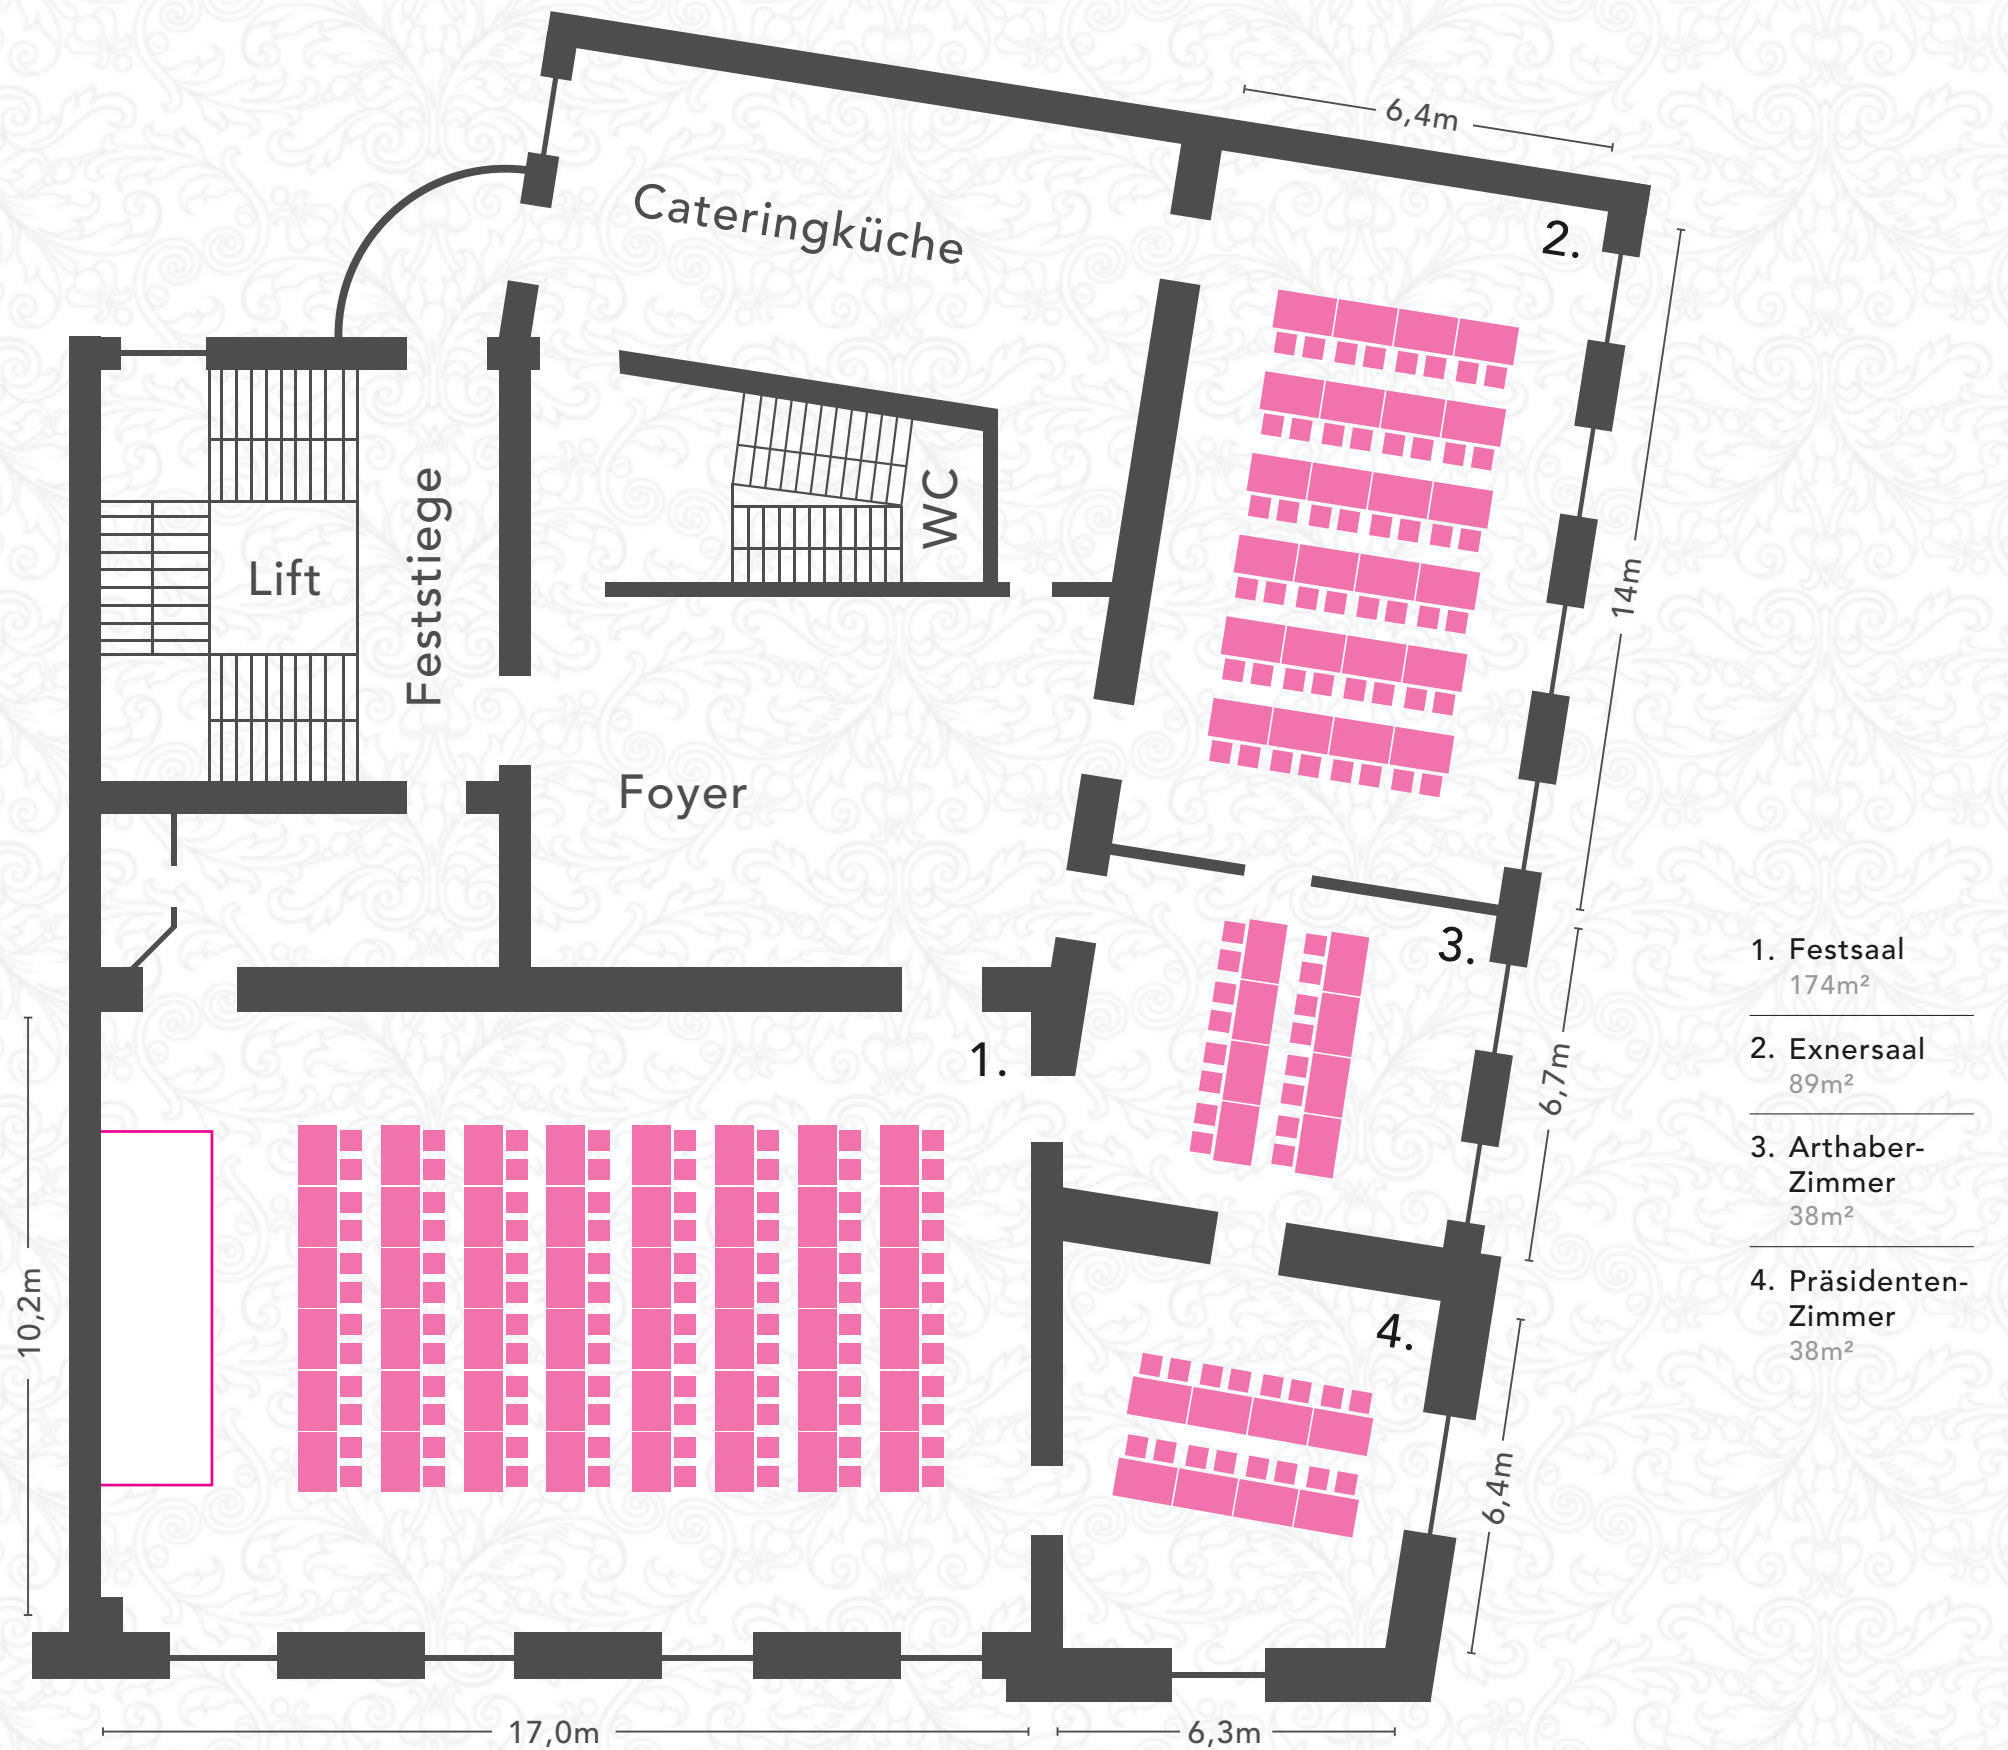 6,4m
Cateringküche
2.
14m
WC
Feststiege
Lift
Foyer
3.
1.
6,7m
10,2m
4.
6,4m
17,0m
6,3m
1. Festsaal
174m²
2. Exnersaal
89m²
3. Arthaber-
Zimmer
38m²
4. Präsidenten-
Zimmer
38m²